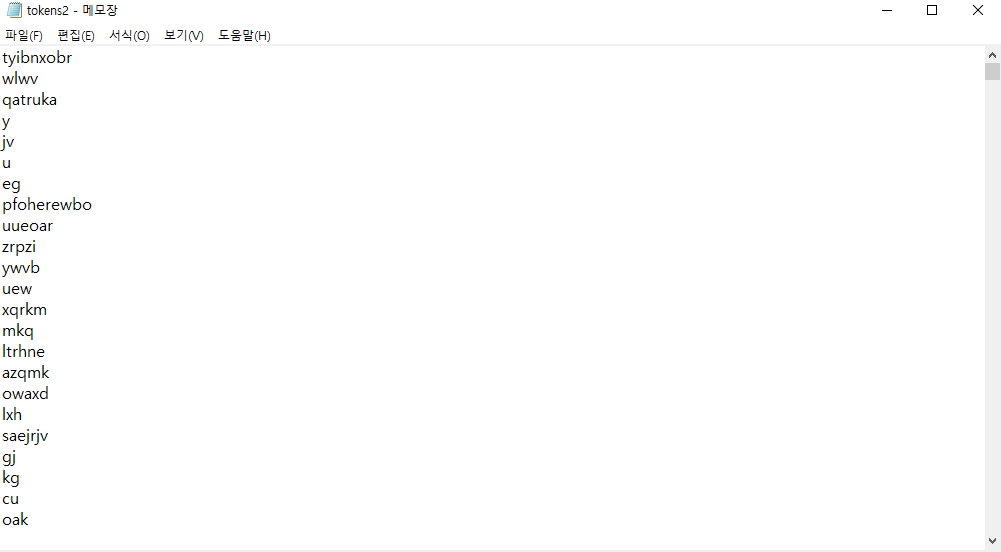 tokens2 - 메모장
파일(F) 편집(E) 서식(O) 보기(V) 도움말(H)
tyibnxobr
wlwv
qatruka
y
jv
u
eg
pfoherewbo
uueoar
zrpzi
ywvb
uew
xqrkm
mkq
ltrhne
azqmk
owaxd
lxh
saejrjv
gj
kg
cu
oak